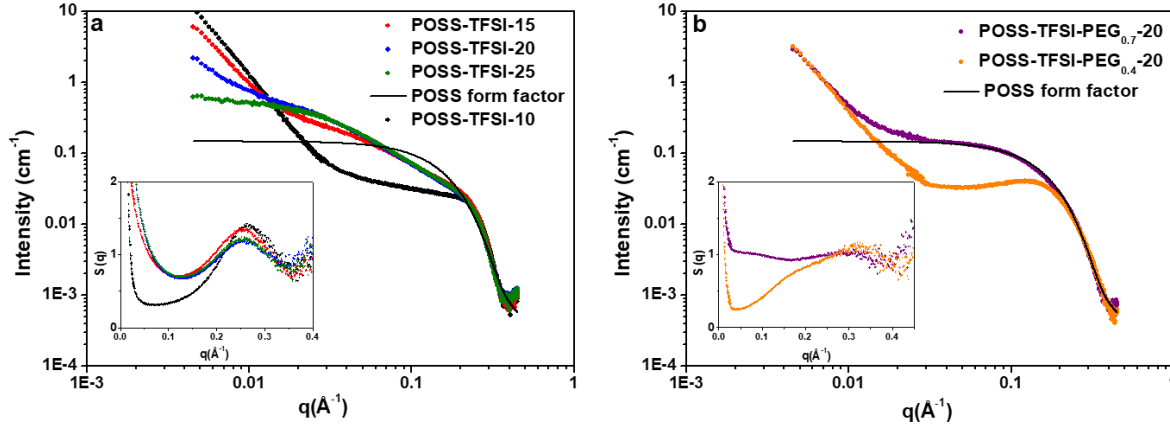 a
POSS-TFSI-15
POSS-TFSI-20
POSS-TFSI-25
POSS form factor
POSS-TFSI-10
Intensity (cm⁻¹)
10
1
0.1
0.01
1E-3
1E-4
1E-3
0.01
0.1
1
q(Å⁻¹)
S (q)
2
1
0
0.0
0.1
0.2
0.3
0.4
q(Å⁻¹)
b
POSS-TFSI-PEG₀.₇-20
POSS-TFSI-PEG₀.₄-20
POSS form factor
Intensity (cm⁻¹)
10
1
0.1
0.01
1E-3
1E-4
1E-3
0.01
0.1
1
q(Å⁻¹)
S (q)
2
1
0
0.0
0.1
0.2
0.3
0.4
q(Å⁻¹)